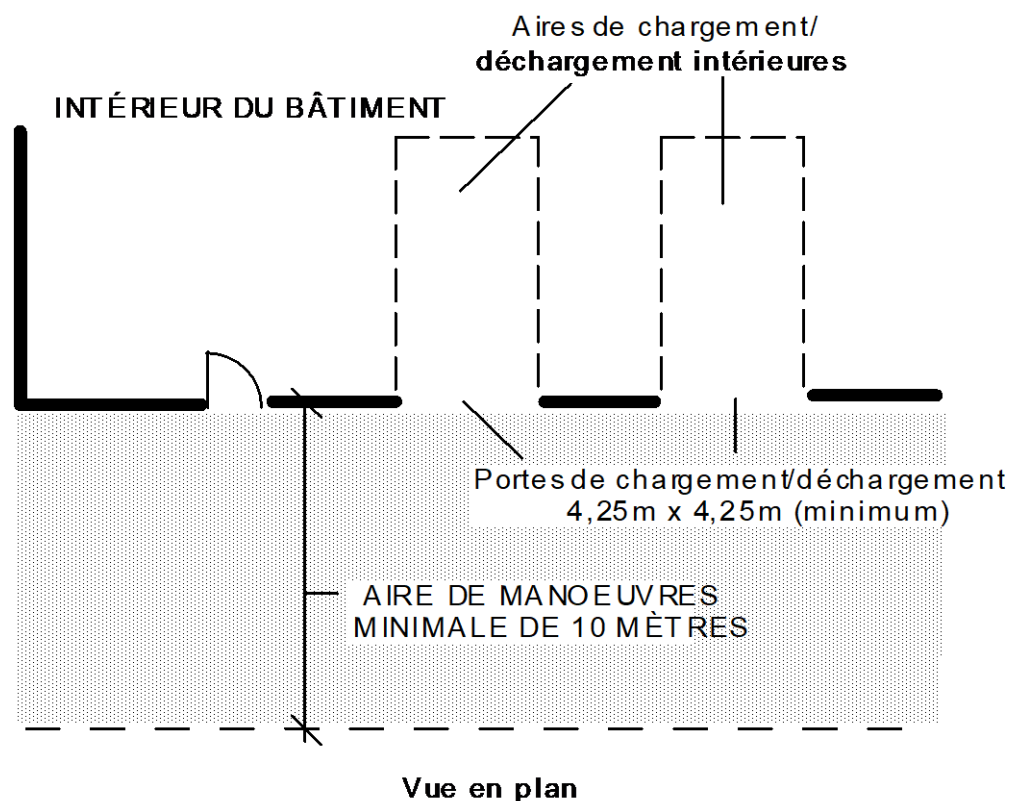 Aires de chargement/
déchargement intérieures
INTÉRIEUR DU BÂTIMENT
Portes de chargement/déchargement
4,25m x 4,25m (minimum)
AIRE DE MANOEUVRES
MINIMALE DE 10 MÈTRES
Vue en plan